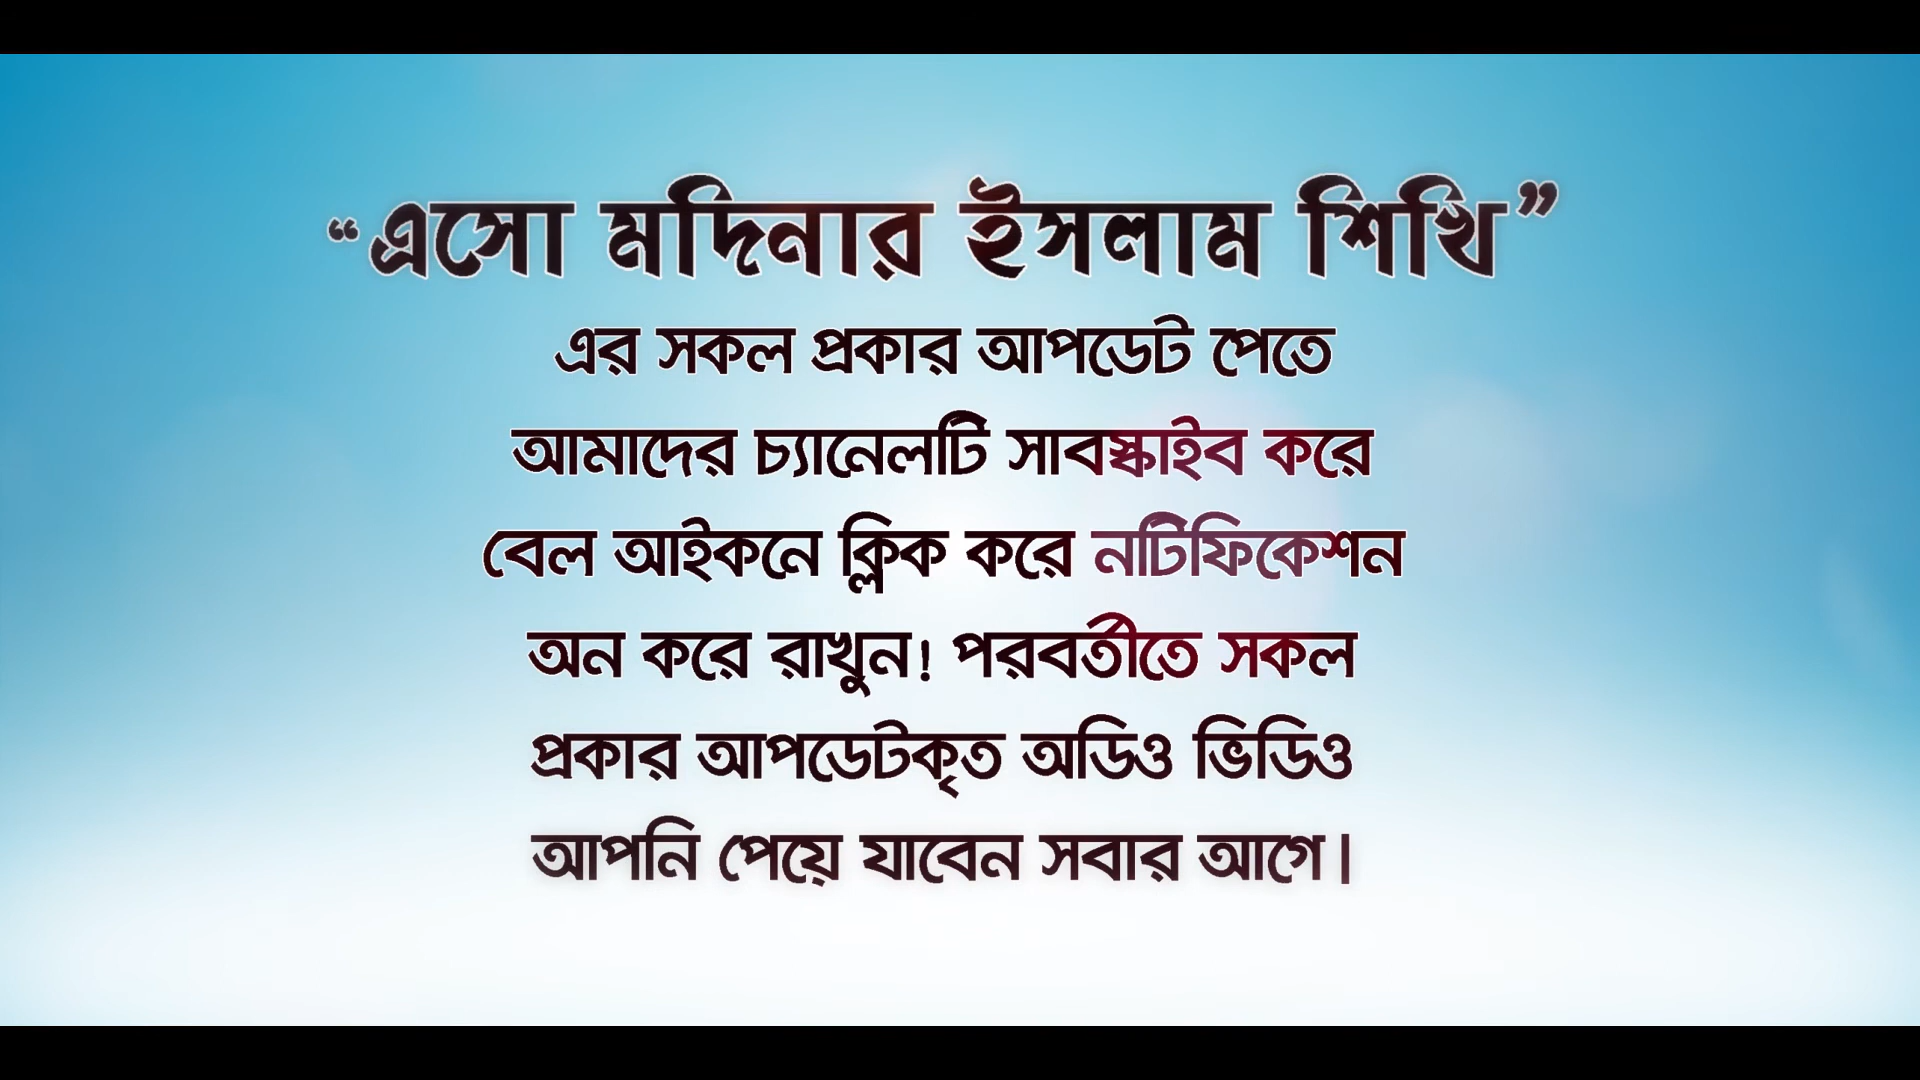 “এসো মদিনার ইসলাম শিখি”
এর সকল প্রকার আপডেট পেতে
আমাদের চ্যানেলটি সাবস্কাইব করে
বেল আইকনে ক্লিক করে নটিফিকেশন
অন করে রাখুন! পরবর্তীতে সকল
প্রকার আপডেটকৃত অডিও ভিডিও
আপনি পেয়ে যাবেন সবার আগে।